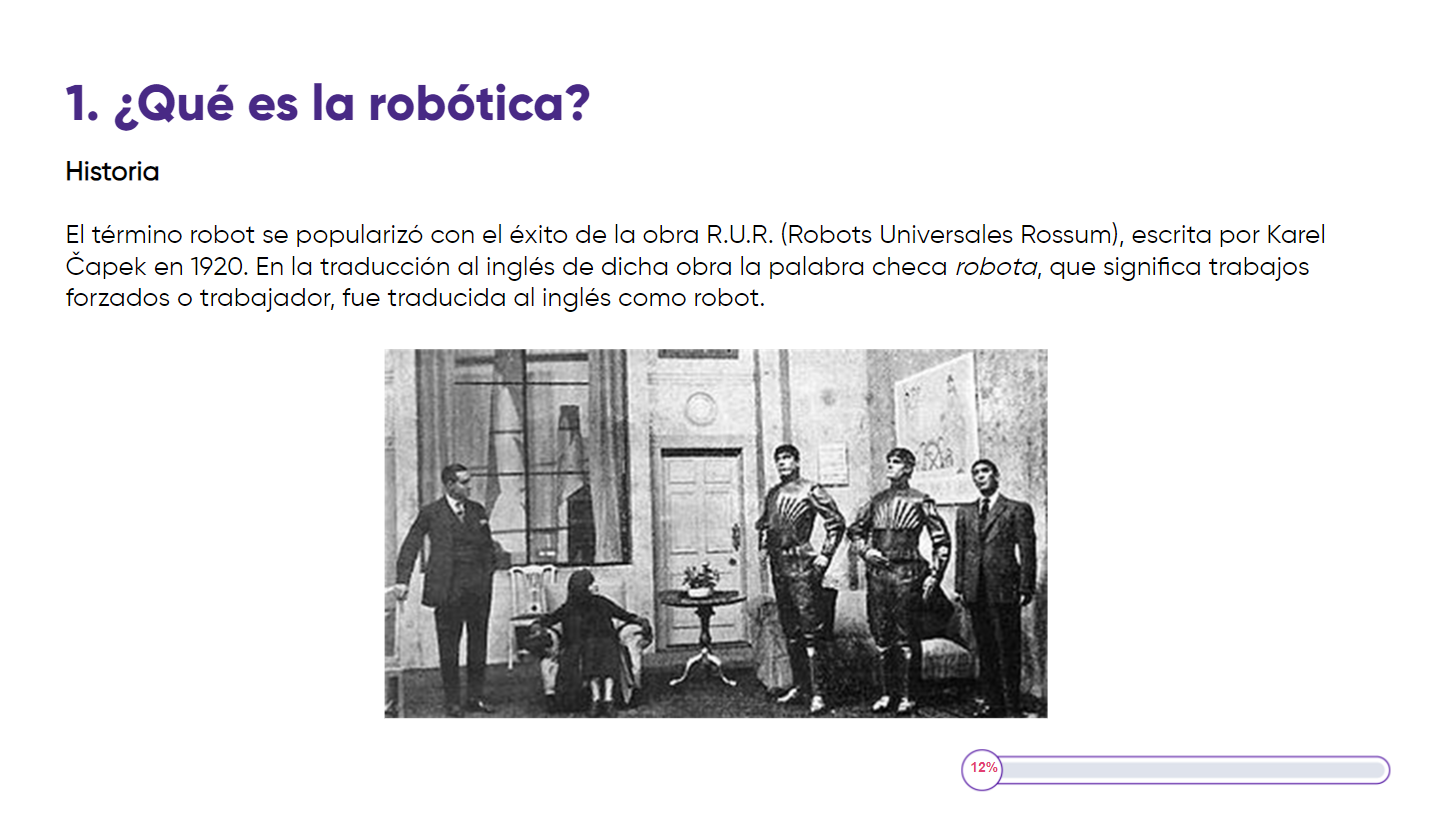 1. ¿Qué es la robótica?
Historia
El término robot se popularizó con el éxito de la obra R.U.R. (Robots Universales Rossum), escrita por Karel
Čapek en 1920. En la traducción al inglés de dicha obra la palabra checa robota, que significa trabajos
forzados o trabajador, fue traducida al inglés como robot.
12%